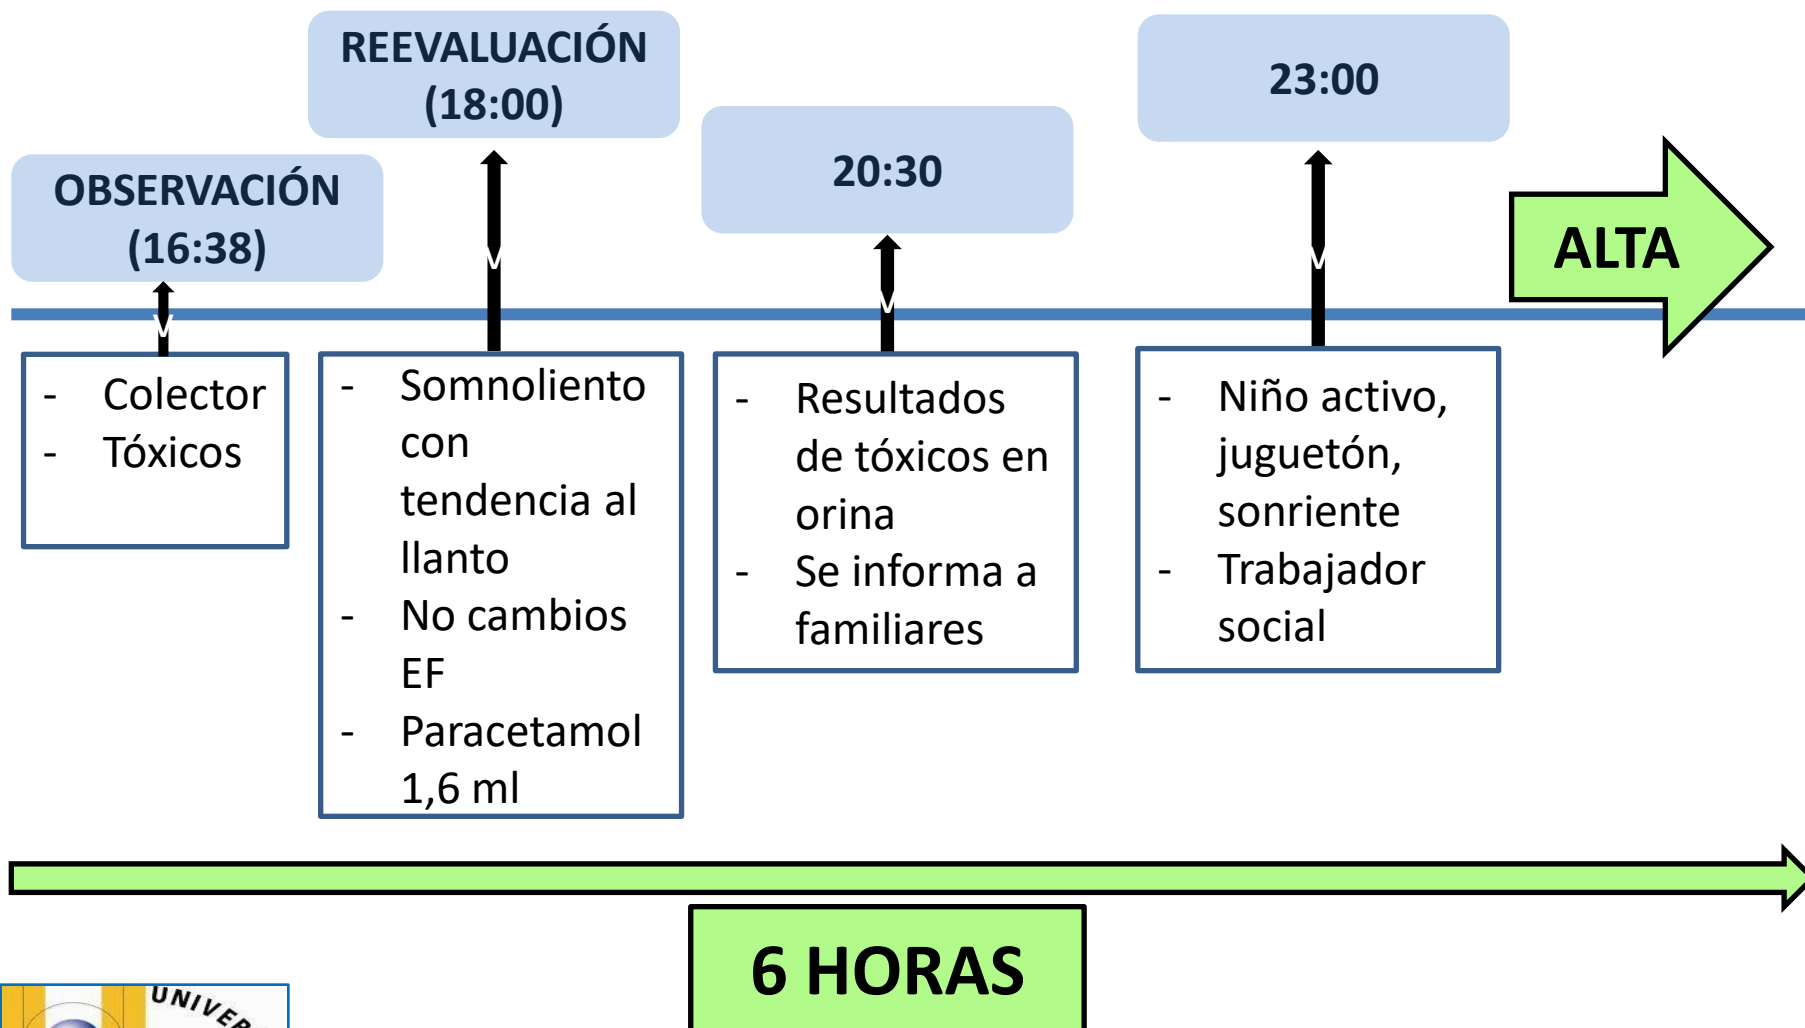 OBSERVACIÓN
(16:38)
REEVALUACIÓN
(18:00)
20:30
23:00
ALTA
- Colector
- Tóxicos
- Somnoliento
con
tendencia al
llanto
- No cambios
EF
- Paracetamol
1,6 ml
- Resultados
de tóxicos en
orina
- Se informa a
familiares
- Niño activo,
juguetón,
sonriente
- Trabajador
social
6 HORAS